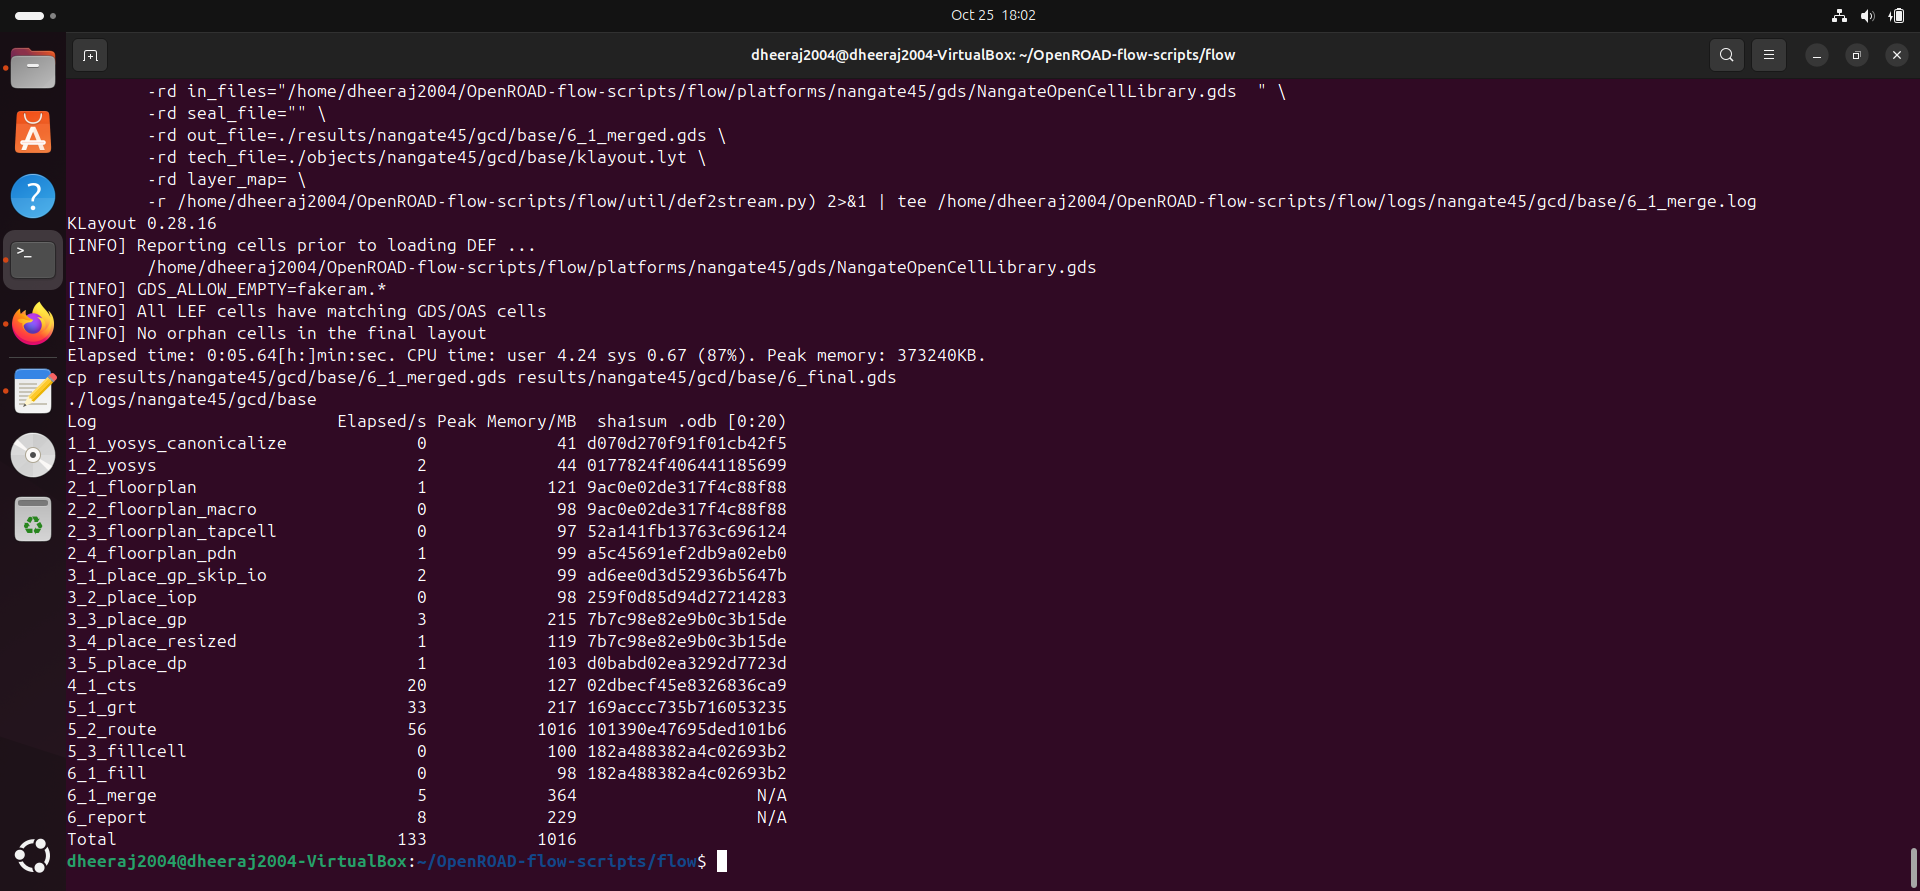 Oct 25 18:02
dheeraj2004@dheeraj2004-VirtualBox: ~/OpenROAD-flow-scripts/flow
-rd in_files="/home/dheeraj2004/OpenROAD-flow-scripts/flow/platforms/nangate45/gds/NangateOpenCellLibrary.gds  " \
-rd seal_file="" \
-rd out_file=./results/nangate45/gcd/base/6_1_merged.gds \
-rd tech_file=./objects/nangate45/gcd/base/klayout.lyt \
-rd layer_map= \
-r /home/dheeraj2004/OpenROAD-flow-scripts/flow/util/def2stream.py) 2>&1 | tee /home/dheeraj2004/OpenROAD-flow-scripts/flow/logs/nangate45/gcd/base/6_1_merge.log
KLayout 0.28.16
[INFO] Reporting cells prior to loading DEF ...
/home/dheeraj2004/OpenROAD-flow-scripts/flow/platforms/nangate45/gds/NangateOpenCellLibrary.gds
[INFO] GDS_ALLOW_EMPTY=fakeram.*
[INFO] All LEF cells have matching GDS/OAS cells
[INFO] No orphan cells in the final layout
Elapsed time: 0:05.64[h:]min:sec. CPU time: user 4.24 sys 0.67 (87%). Peak memory: 373240KB.
cp results/nangate45/gcd/base/6_1_merged.gds results/nangate45/gcd/base/6_final.gds
./logs/nangate45/gcd/base
Log Elapsed/s Peak Memory/MB sha1sum .odb [0:20)
1_1_yosys_canonicalize 0 41 d070d270f91f01cb42f5
1_2_yosys 2 44 0177824f406441185699
2_1_floorplan 1 121 9ac0e02de317f4c88f88
2_2_floorplan_macro 0 98 9ac0e02de317f4c88f88
2_3_floorplan_tapcell 0 97 52a141fb13763c696124
2_4_floorplan_pdn 1 99 a5c45691ef2db9a02eb0
3_1_place_gp_skip_io 2 99 ad6ee0d3d52936b5647b
3_2_place_iop 0 98 259f0d85d94d27214283
3_3_place_gp 3 215 7b7c98e82e9b0c3b15de
3_4_place_resized 1 119 7b7c98e82e9b0c3b15de
3_5_place_dp 1 103 d0babd02ea3292d7723d
4_1_cts 20 127 02dbecf45e8326836ca9
5_1_grt 33 217 169accc735b716053235
5_2_route 56 1016 101390e47695ded101b6
5_3_fillcell 0 100 182a488382a4c02693b2
6_1_fill 0 98 182a488382a4c02693b2
6_1_merge 5 364 N/A
6_report 8 229 N/A
Total 133 1016
dheeraj2004@dheeraj2004-VirtualBox:~/OpenROAD-flow-scripts/flow$